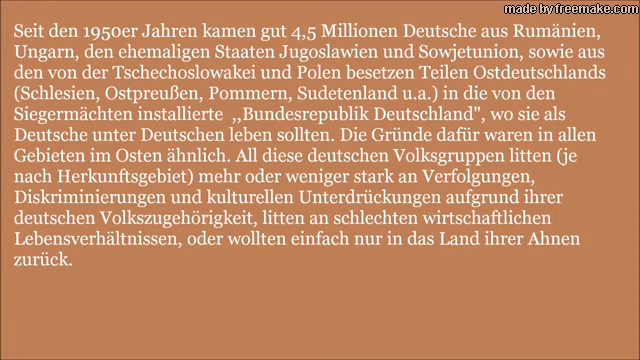 made by freemake.com
Seit den 1950er Jahren kamen gut 4,5 Millionen Deutsche aus Rumänien,
Ungarn, den ehemaligen Staaten Jugoslawien und Sowjetunion, sowie aus
den von der Tschechoslowakei und Polen besetzen Teilen Ostdeutschlands
(Schlesien, Ostpreußen, Pommern, Sudetenland u.a.) in die von den
Siegermächten installierte ,,Bundesrepublik Deutschland", wo sie als
Deutsche unter Deutschen leben sollten. Die Gründe dafür waren in allen
Gebieten im Osten ähnlich. All diese deutschen Volksgruppen litten (je
nach Herkunftsgebiet) mehr oder weniger stark an Verfolgungen,
Diskriminierungen und kulturellen Unterdrückungen aufgrund ihrer
deutschen Volkszugehörigkeit, litten an schlechten wirtschaftlichen
Lebensverhältnissen, oder wollten einfach nur in das Land ihrer Ahnen
zurück.